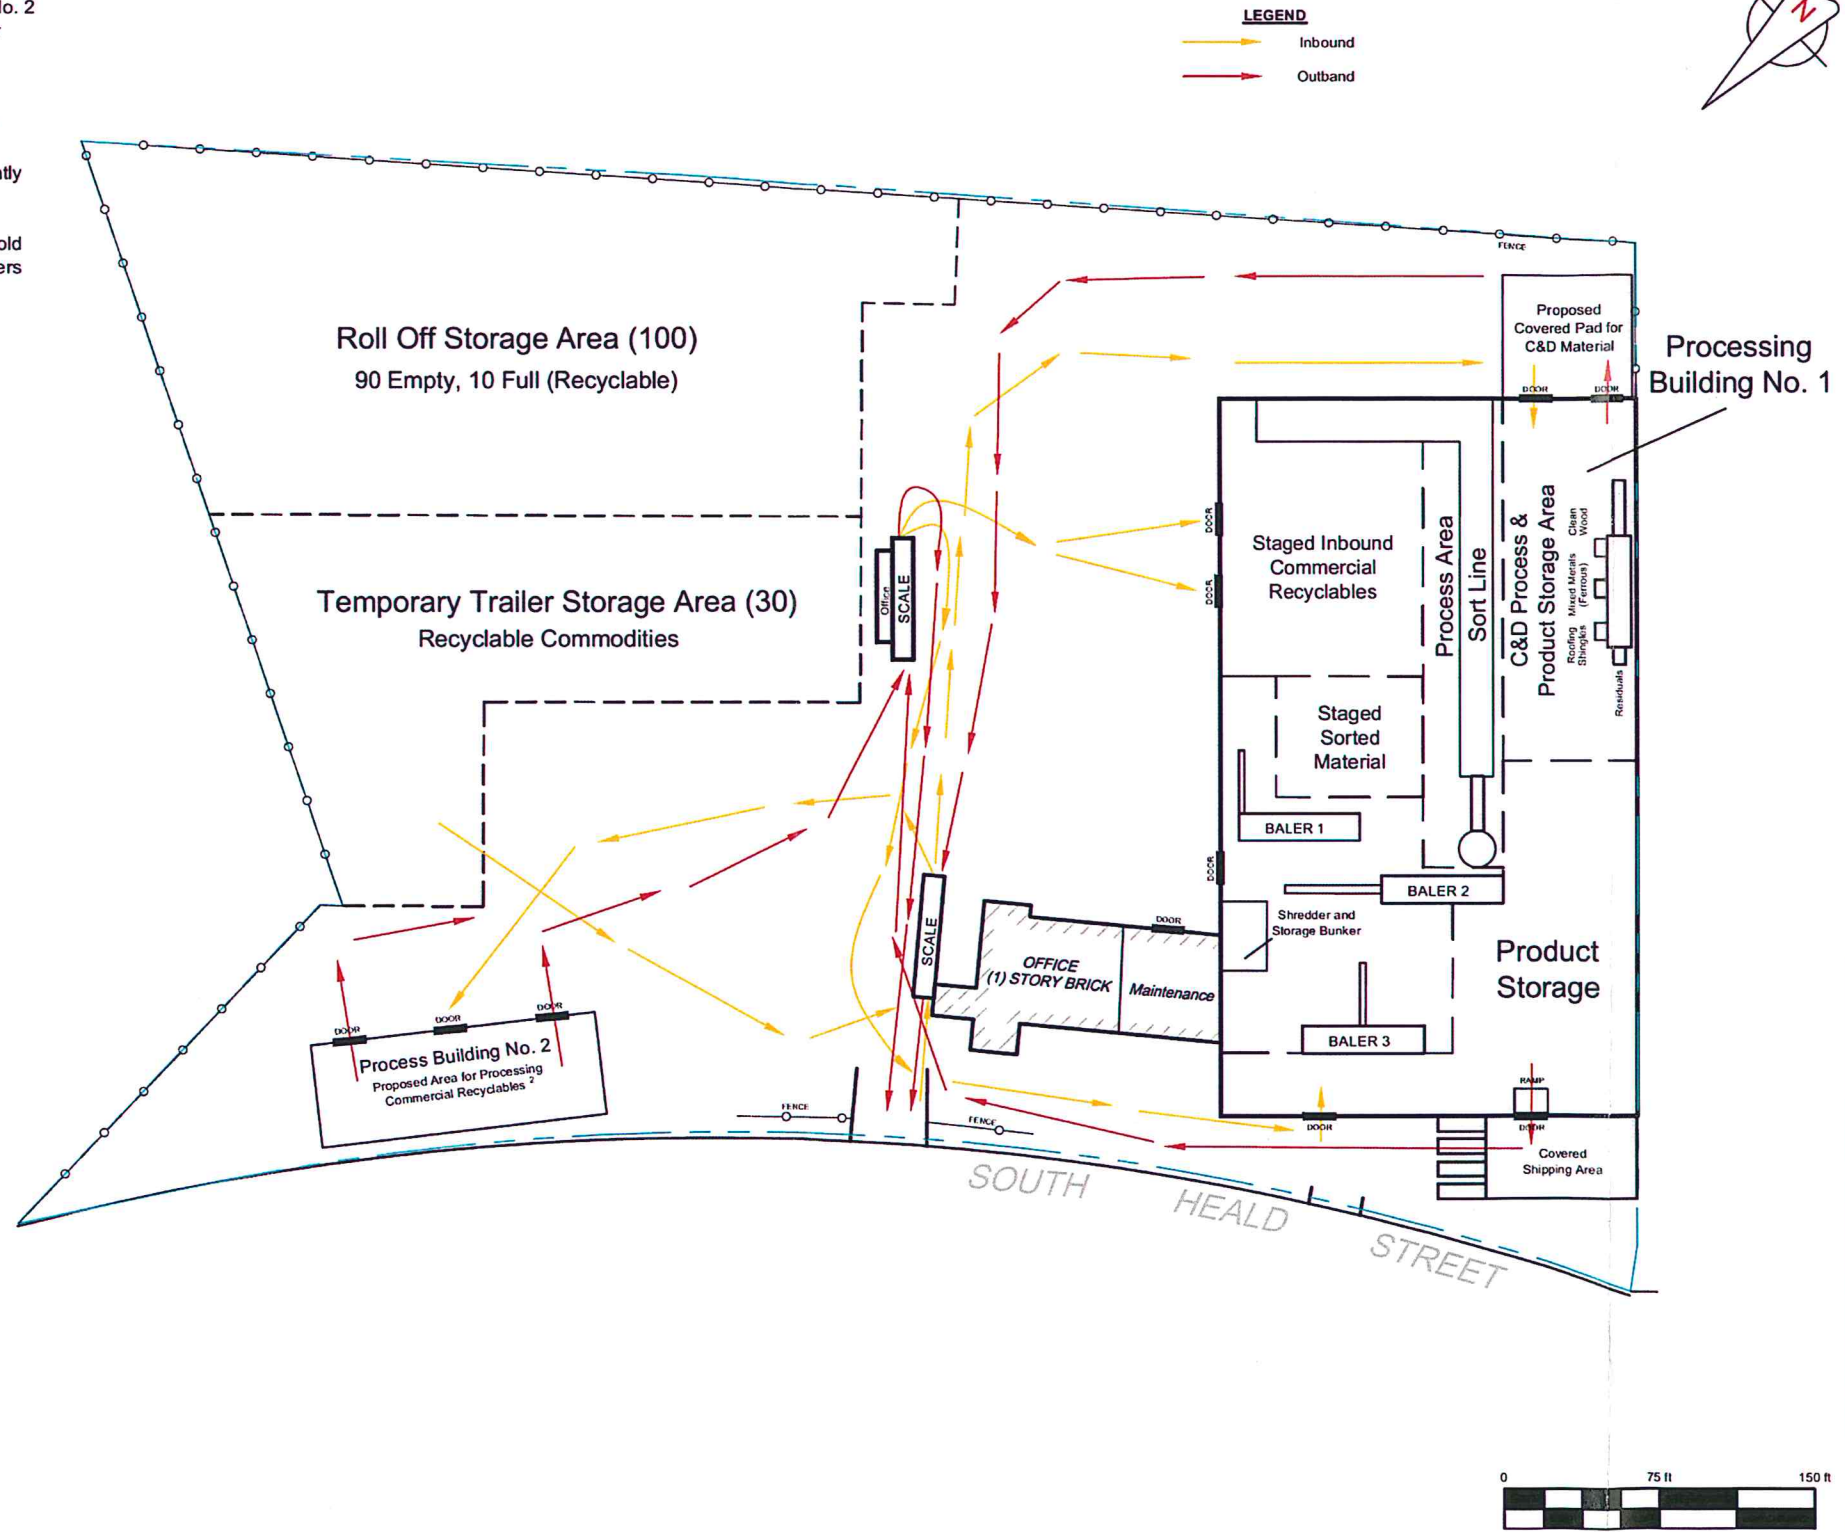 No. 2
LEGEND
Inbound
Outband
N
FENCE
Roll Off Storage Area (100)
90 Empty, 10 Full (Recyclable)
Proposed
Covered Pad for
C&D Material
DOOR
DOOR
Processing
Building No. 1
Temporary Trailer Storage Area (30)
Recyclable Commodities
Office
SCALE
DOOR
DOOR
Staged Inbound
Commercial
Recyclables
Process Area
Sort Line
C&D Process &
Product Storage Area
Clean
Wood
Mixed Metals
(Ferrous)
Roofing
Shingles
Residuals
Staged
Sorted
Material
BALER 1
DOOR
BALER 2
Shredder and
Storage Bunker
SCALE
OFFICE
(1) STORY BRICK
DOOR
Maintenance
Product
Storage
BALER 3
DOOR
DOOR
DOOR
Process Building No. 2
Proposed Area for Processing
Commercial Recyclables 2
FENCE
FENCE
DOOR
RAMP
DOOR
Covered
Shipping Area
SOUTH HEALD STREET
0 75 ft 150 ft